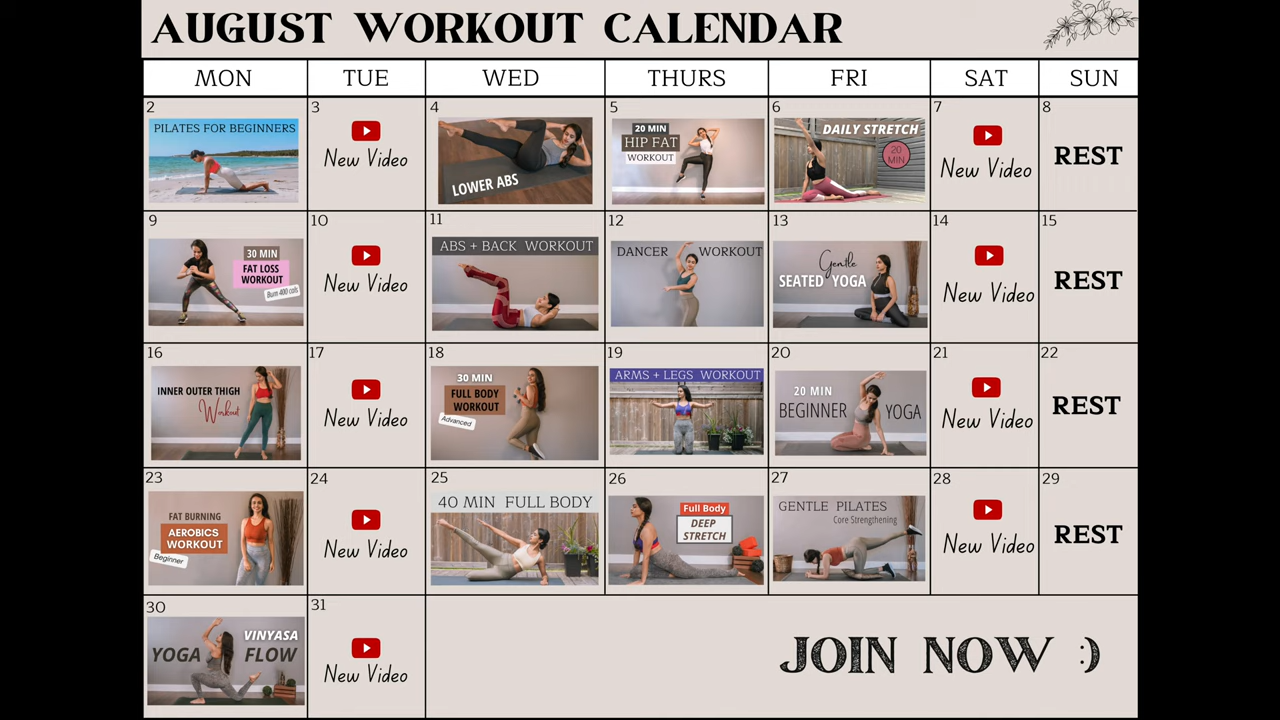 AUGUST WORKOUT CALENDAR
MON TUE WED THURS FRI SAT SUN
2
PILATES FOR BEGINNERS
3
New Video
4
LOWER ABS
5
20 MIN
HIP FAT
WORKOUT
6
DAILY STRETCH
20
MIN
7
New Video
8
REST
9
30 MIN
FAT LOSS
WORKOUT
Burn 400 cals
10
New Video
11
ABS + BACK WORKOUT
12
DANCER WORKOUT
13
Gentle
SEATED YOGA
14
New Video
15
REST
16
INNER OUTER THIGH
Workout
17
New Video
18
30 MIN
FULL BODY
WORKOUT
Advanced
19
ARMS + LEGS WORKOUT
20
20 MIN
BEGINNER YOGA
21
New Video
22
REST
23
FAT BURNING
AEROBICS
WORKOUT
Beginner
24
New Video
25
40 MIN FULL BODY
26
Full Body
DEEP
STRETCH
27
GENTLE PILATES
Core Strengthening
28
New Video
29
REST
30
VINYASA
YOGA FLOW
31
New Video
JOIN NOW :)